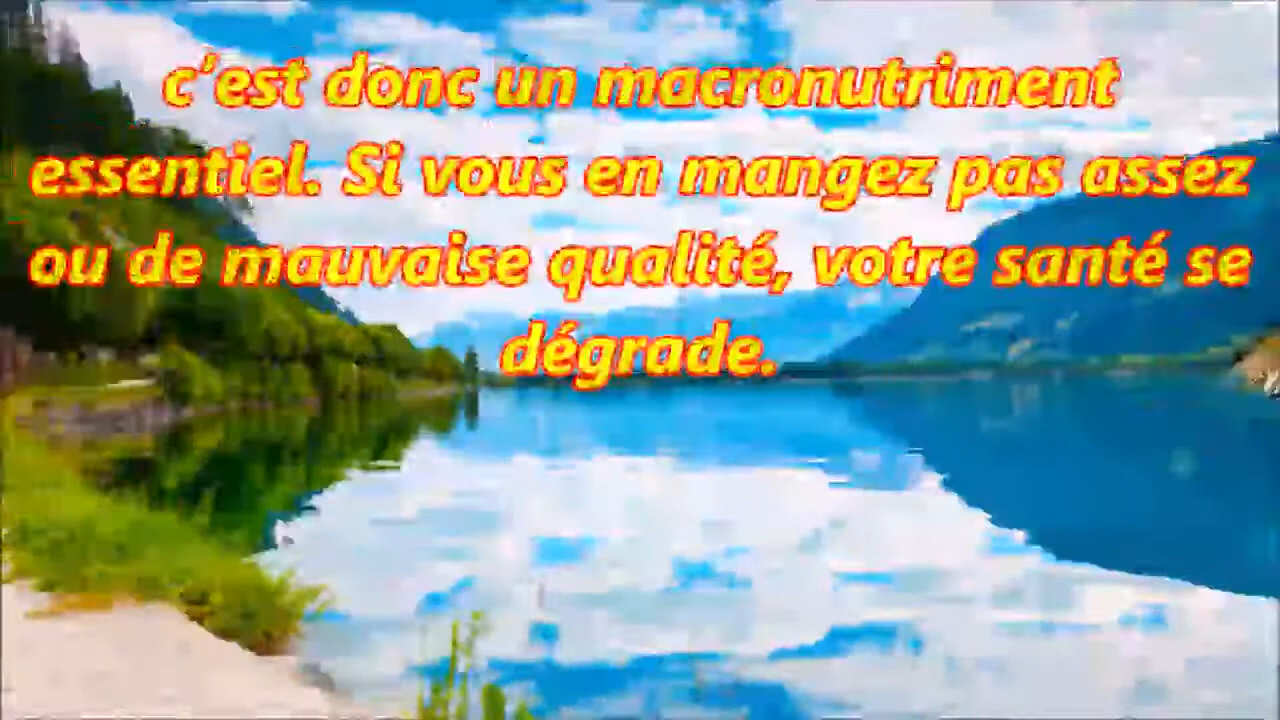 c'est donc un macronutriment
essentiel. Si vous en mangez pas assez
ou de mauvaise qualité, votre santé se
dégrade.